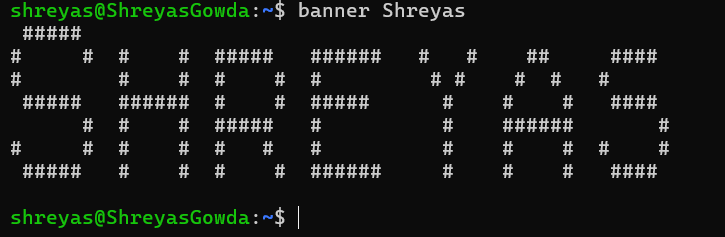 shreyas@ShreyasGowda:~$ banner Shreyas
 #####
#     #  #    #  #####   ######   #   #    ##     ####
#        #    #  #    #  #         # #    #  #   #
 #####   ######  #    #  #####      #    #    #   ####
      #  #    #  #####   #          #    ######       #
#     #  #    #  #   #   #          #    #    #  #    #
 #####   #    #  #    #  ######     #    #    #   ####
shreyas@ShreyasGowda:~$